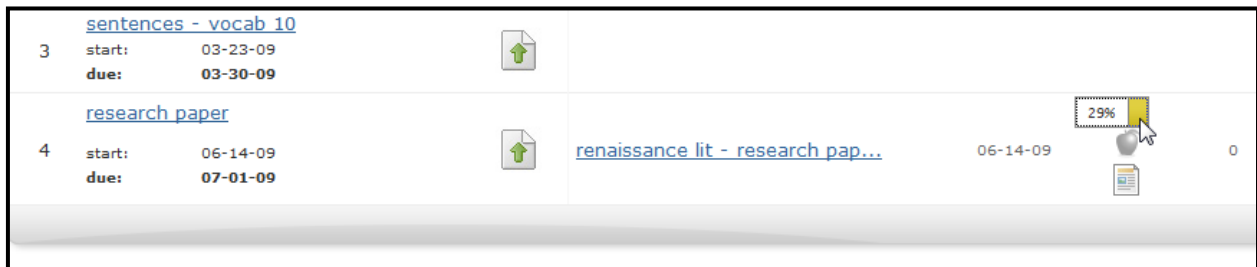 sentences - vocab 10
3 start: 03-23-09
due: 03-30-09
research paper
29%
4 start: 06-14-09 renaissance lit - research pap... 06-14-09 0
due: 07-01-09